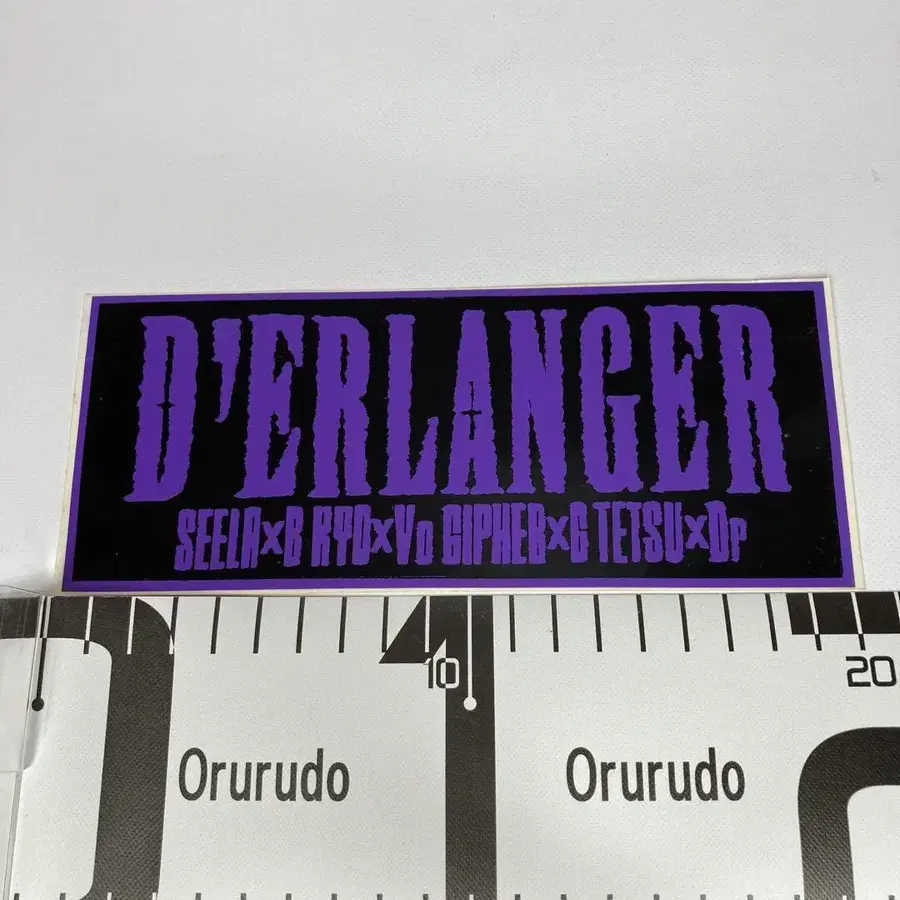 D'ERLANGER
SEELA×B KYO×Vo CIPHER×G TETSU×Dr
10
20
Orurudo Orurudo